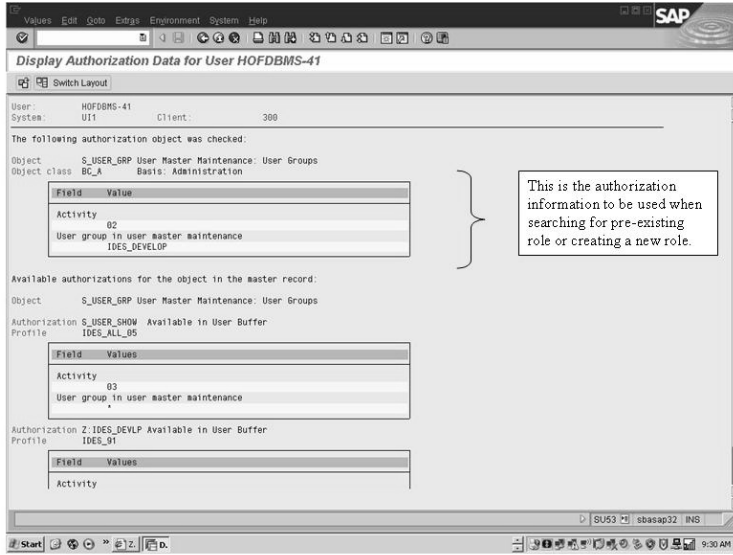 Values Edit Goto Extras Environment System Help
SAP
Display Authorization Data for User HOFDBMS-41
Switch Layout
User: HOFDBMS-41
System: UI1 Client: 300
The following authorization object was checked:
Object S_USER_GRP User Master Maintenance: User Groups
Object class BC_A Basis: Administration
Field Value
Activity
02
User group in user master maintenance
IDES_DEVELOP
This is the authorization
information to be used when
searching for pre-existing
role or creating a new role.
Available authorizations for the object in the master record:
Object S_USER_GRP User Master Maintenance: User Groups
Authorization S_USER_SHOW Available in User Buffer
Profile IDES_ALL_05
Field Values
Activity
03
User group in user master maintenance
*
Authorization Z:IDES_DEVLP Available in User Buffer
Profile IDES_91
Field Values
Activity
SU53 sbasap32 INS
Start » Z. D. 9:30 AM